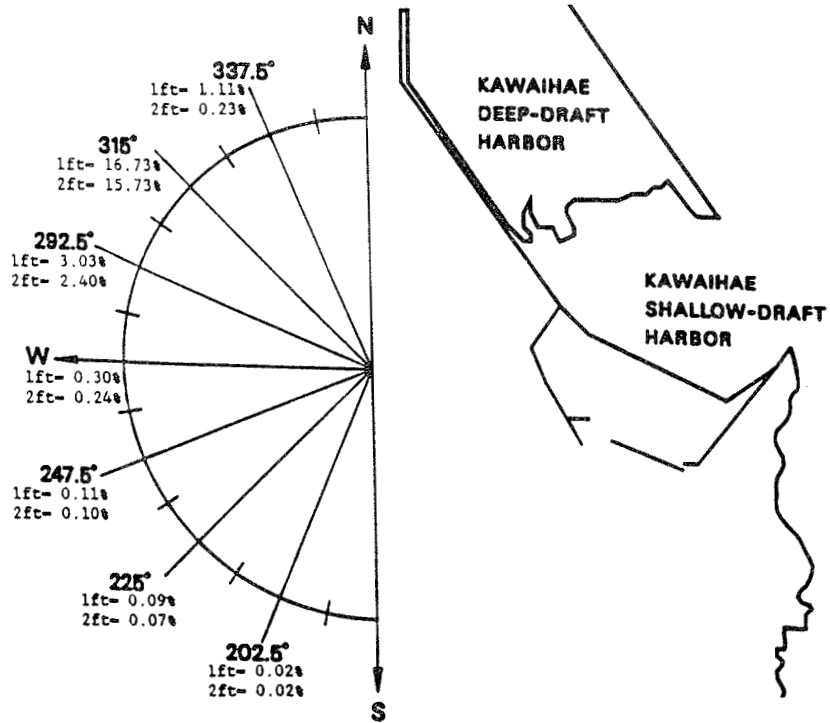 N
337.5°
1ft= 1.11%
2ft= 0.23%
315°
1ft= 16.73%
2ft= 15.73%
292.5°
1ft= 3.03%
2ft= 2.40%
W
1ft= 0.30%
2ft= 0.24%
247.5°
1ft= 0.11%
2ft= 0.10%
225°
1ft= 0.09%
2ft= 0.07%
202.5°
1ft= 0.02%
2ft= 0.02%
S
KAWAIHAE
DEEP-DRAFT
HARBOR
KAWAIHAE
SHALLOW-DRAFT
HARBOR